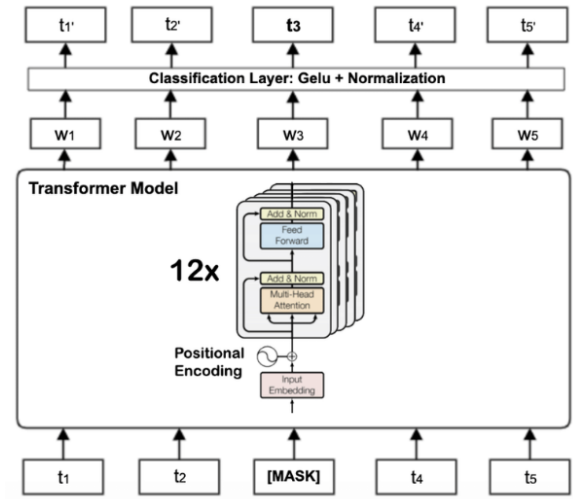 t1' t2' t3 t4' t5'
Classification Layer: Gelu + Normalization
w1 w2 w3 w4 w5
Transformer Model
Add & Norm
Feed
Forward
12x
Add & Norm
Multi-Head
Attention
Positional
Encoding
Input
Embedding
t1 t2 [MASK] t4 t5